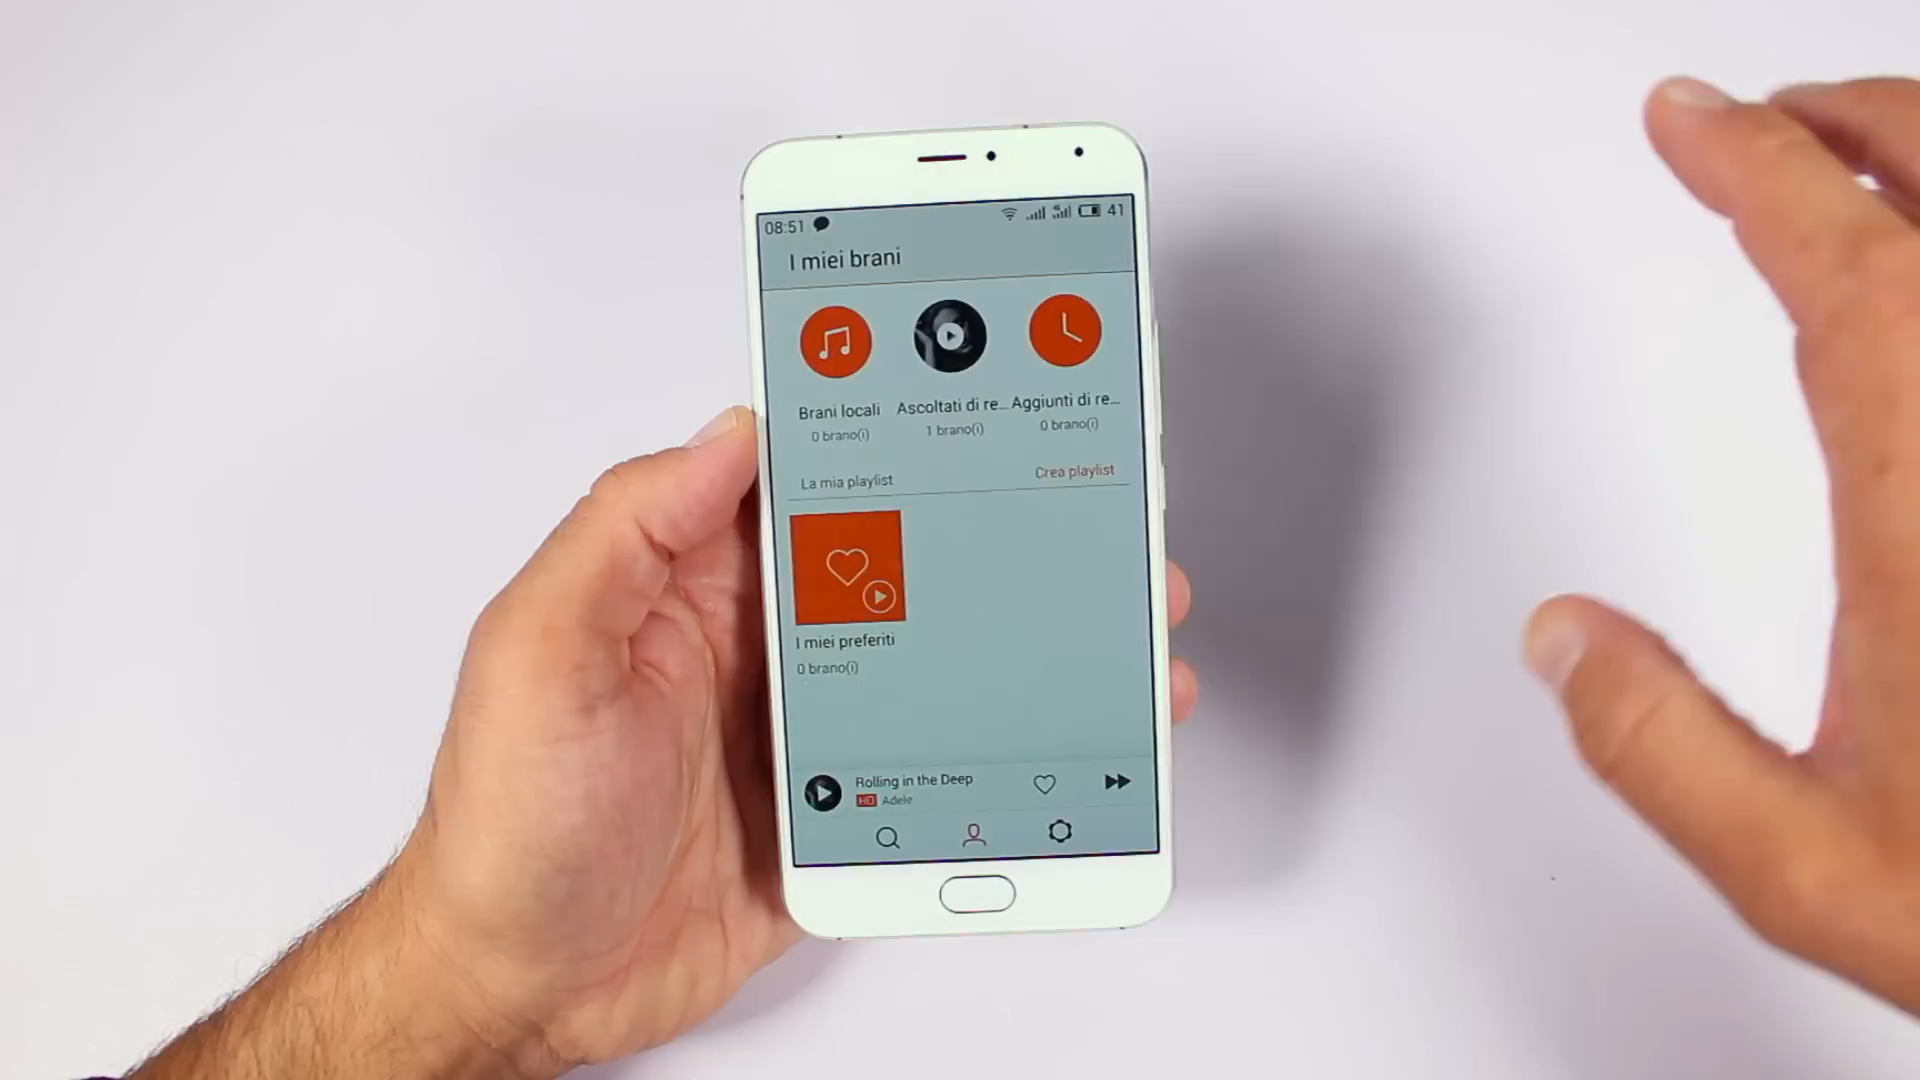 08:51
41
I miei brani
Brani locali
0 brano(i)
Ascoltati di re...
1 brano(i)
Aggiunti di re...
0 brano(i)
La mia playlist
Crea playlist
I miei preferiti
0 brano(i)
Rolling in the Deep
HQ Adele